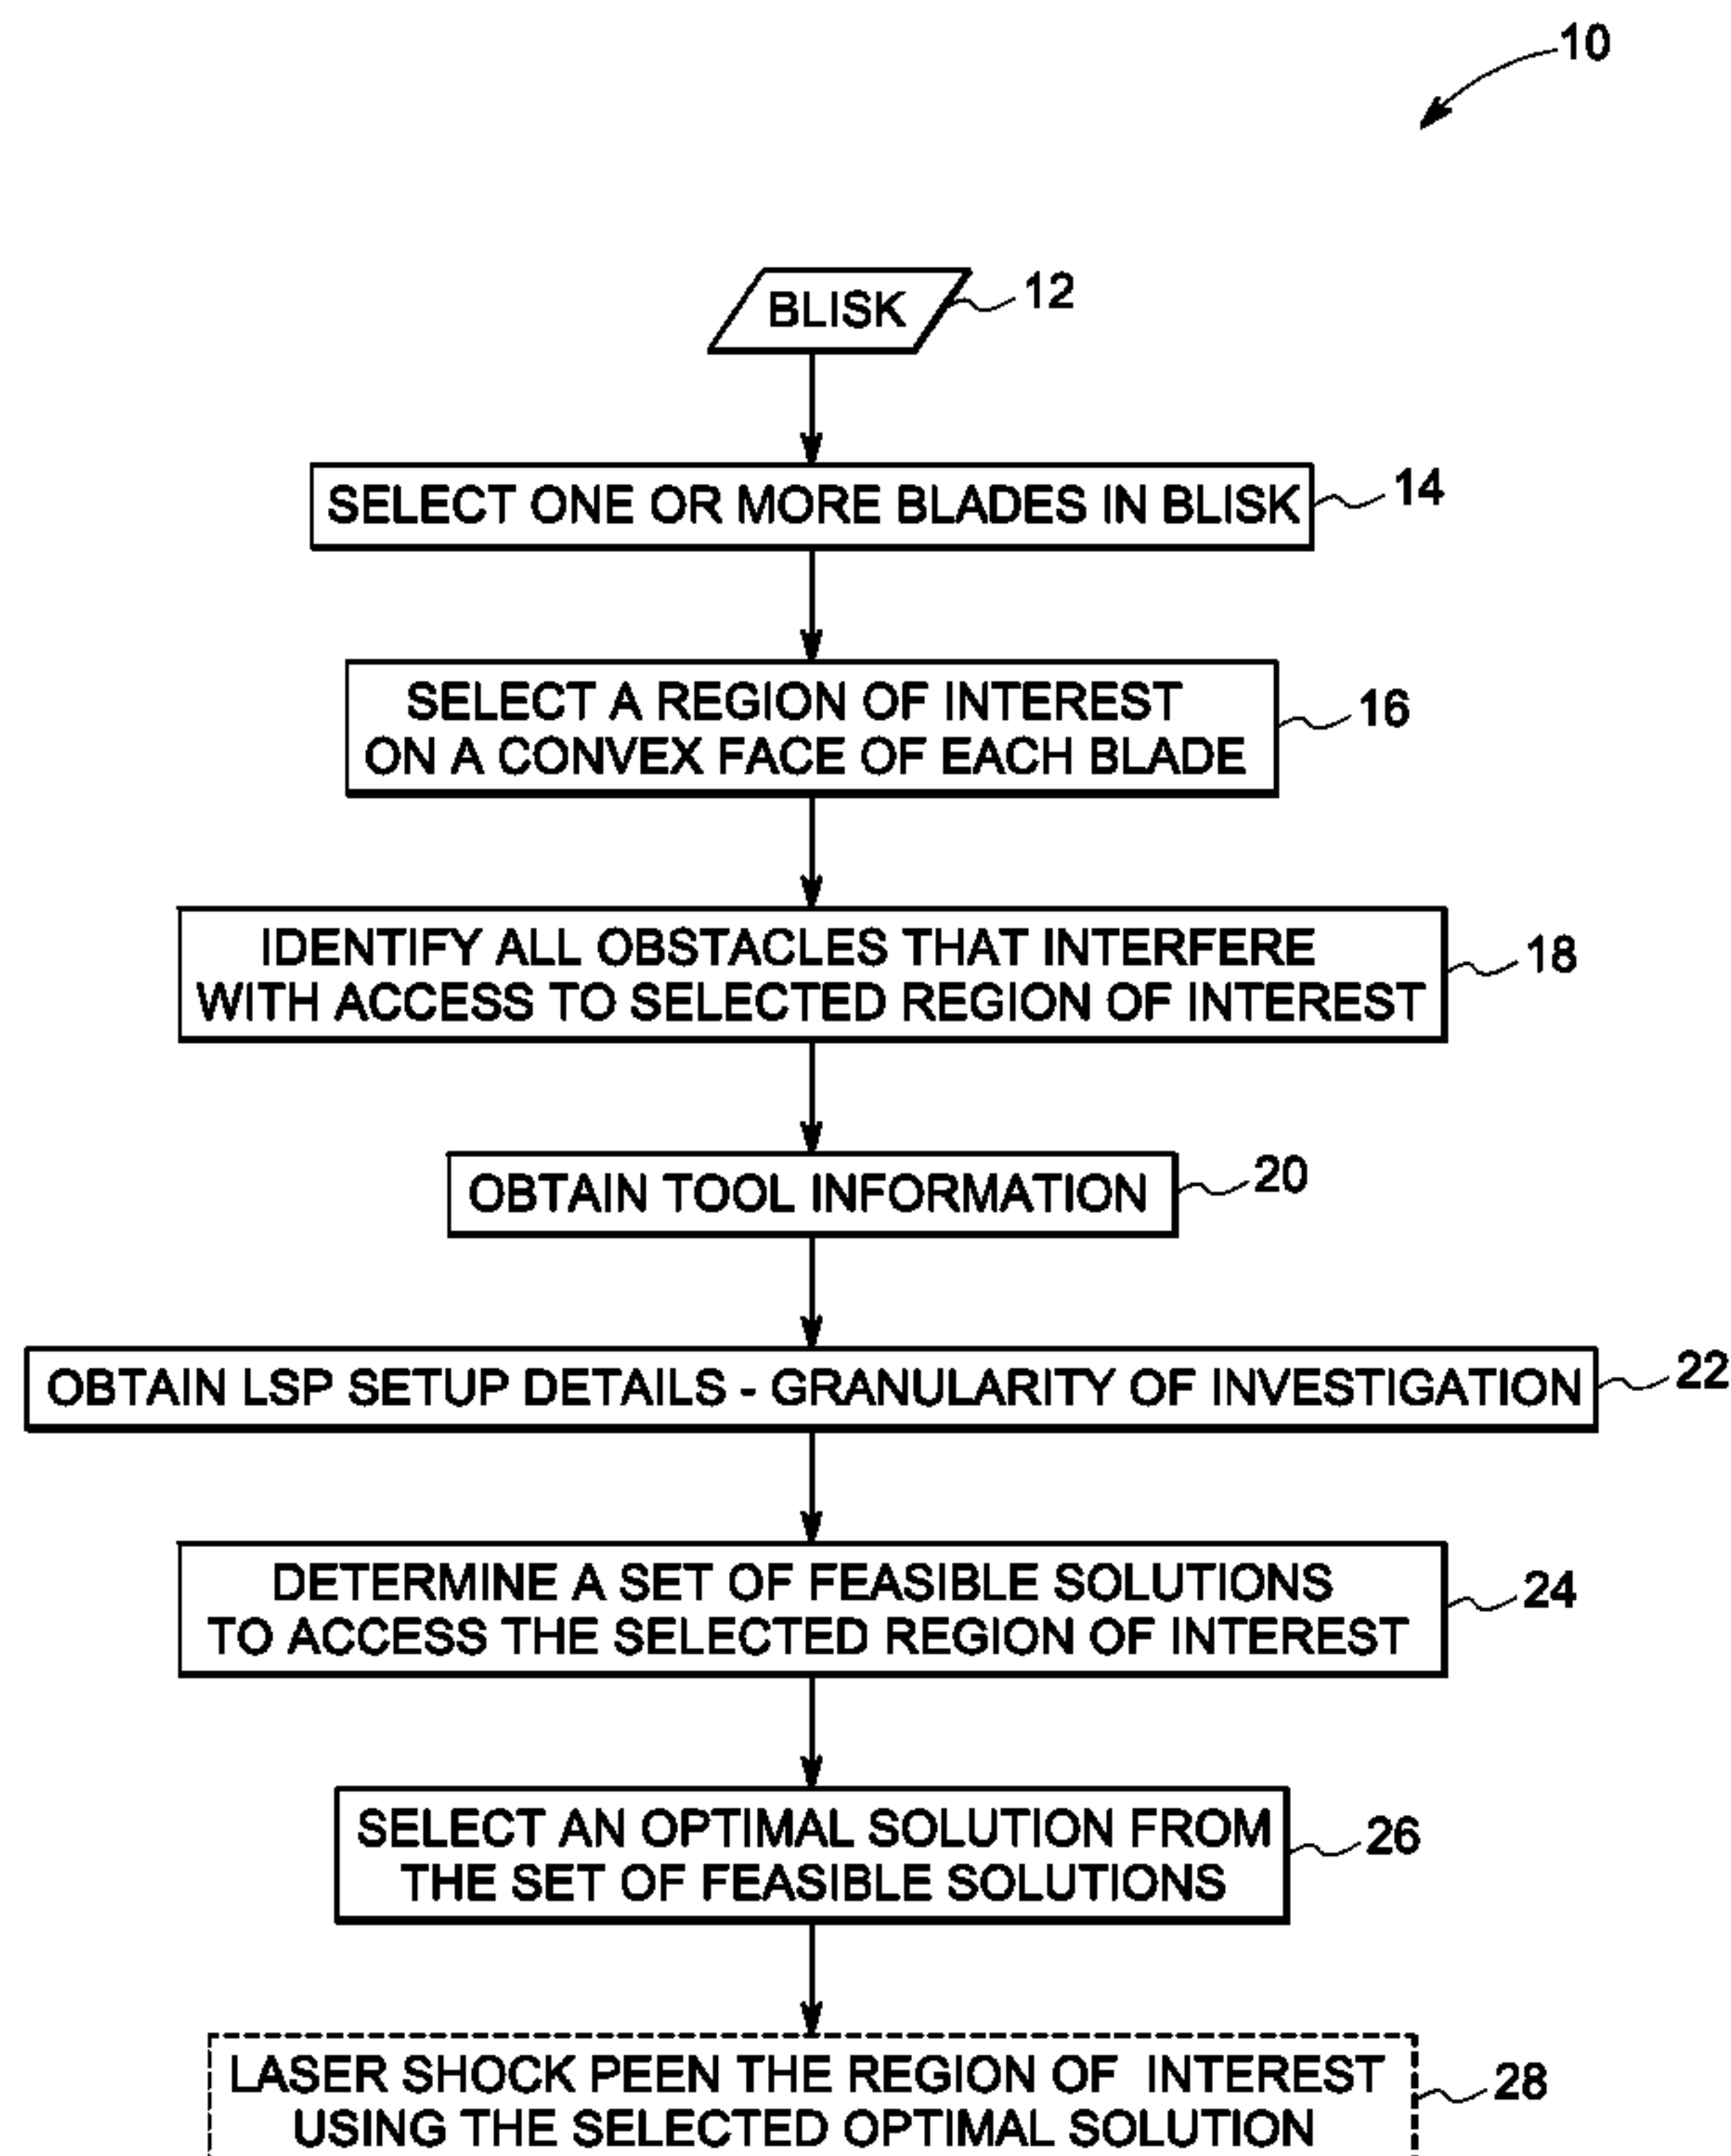 10
BLISK
12
SELECT ONE OR MORE BLADES IN BLISK
14
SELECT A REGION OF INTEREST
ON A CONVEX FACE OF EACH BLADE
16
IDENTIFY ALL OBSTACLES THAT INTERFERE
WITH ACCESS TO SELECTED REGION OF INTEREST
18
OBTAIN TOOL INFORMATION
20
OBTAIN LSP SETUP DETAILS - GRANULARITY OF INVESTIGATION
22
DETERMINE A SET OF FEASIBLE SOLUTIONS
TO ACCESS THE SELECTED REGION OF INTEREST
24
SELECT AN OPTIMAL SOLUTION FROM
THE SET OF FEASIBLE SOLUTIONS
26
LASER SHOCK PEEN THE REGION OF INTEREST
USING THE SELECTED OPTIMAL SOLUTION
28